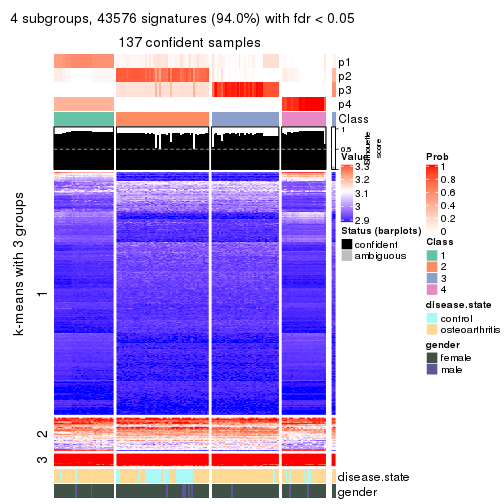 4 subgroups, 43576 signatures (94.0%) with fdr < 0.05
137 confident samples
p1
p2
p3
p4
Class
1
0.5
0
Silhouette
score
k-means with 3 groups
1
2
3
disease.state
gender
Value
3.3
3.2
3.1
3
2.9
Status (barplots)
confident
ambiguous
Prob
1
0.8
0.6
0.4
0.2
0
Class
1
2
3
4
disease.state
control
osteoarthritis
gender
female
male